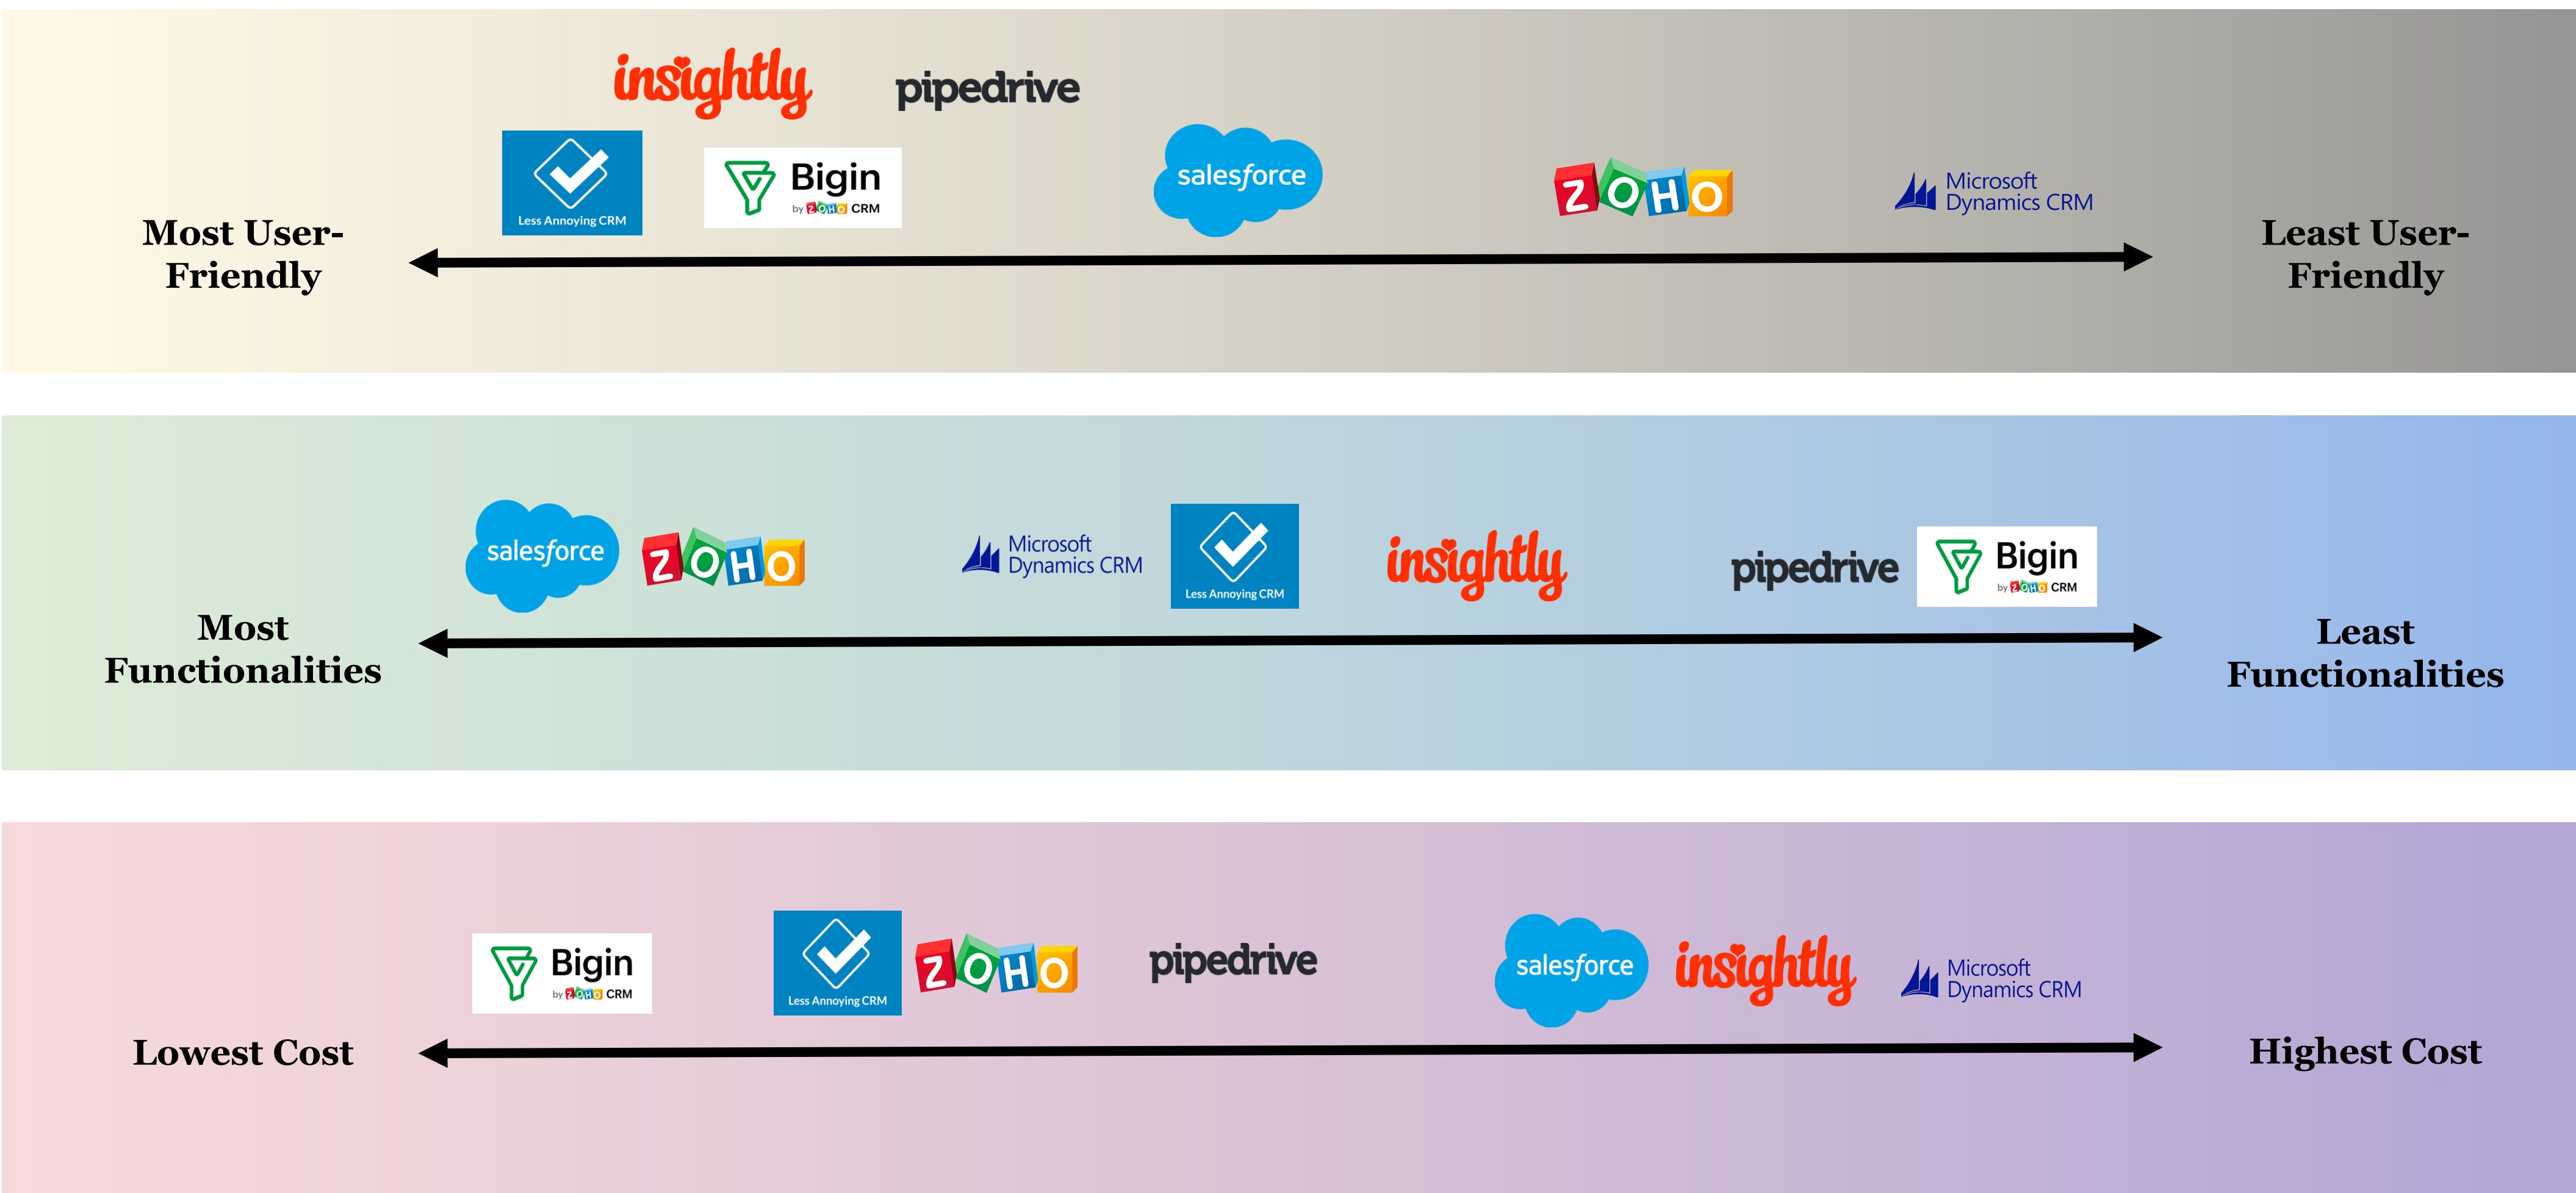 insightly
pipedrive
Less Annoying CRM
Bigin
by ZOHO CRM
salesforce
ZOHO
Microsoft
Dynamics CRM
Most User-
Friendly
Least User-
Friendly
salesforce
ZOHO
Microsoft
Dynamics CRM
Less Annoying CRM
insightly
pipedrive
Bigin
by ZOHO CRM
Most
Functionalities
Least
Functionalities
Bigin
by ZOHO CRM
Less Annoying CRM
ZOHO
pipedrive
salesforce
insightly
Microsoft
Dynamics CRM
Lowest Cost
Highest Cost